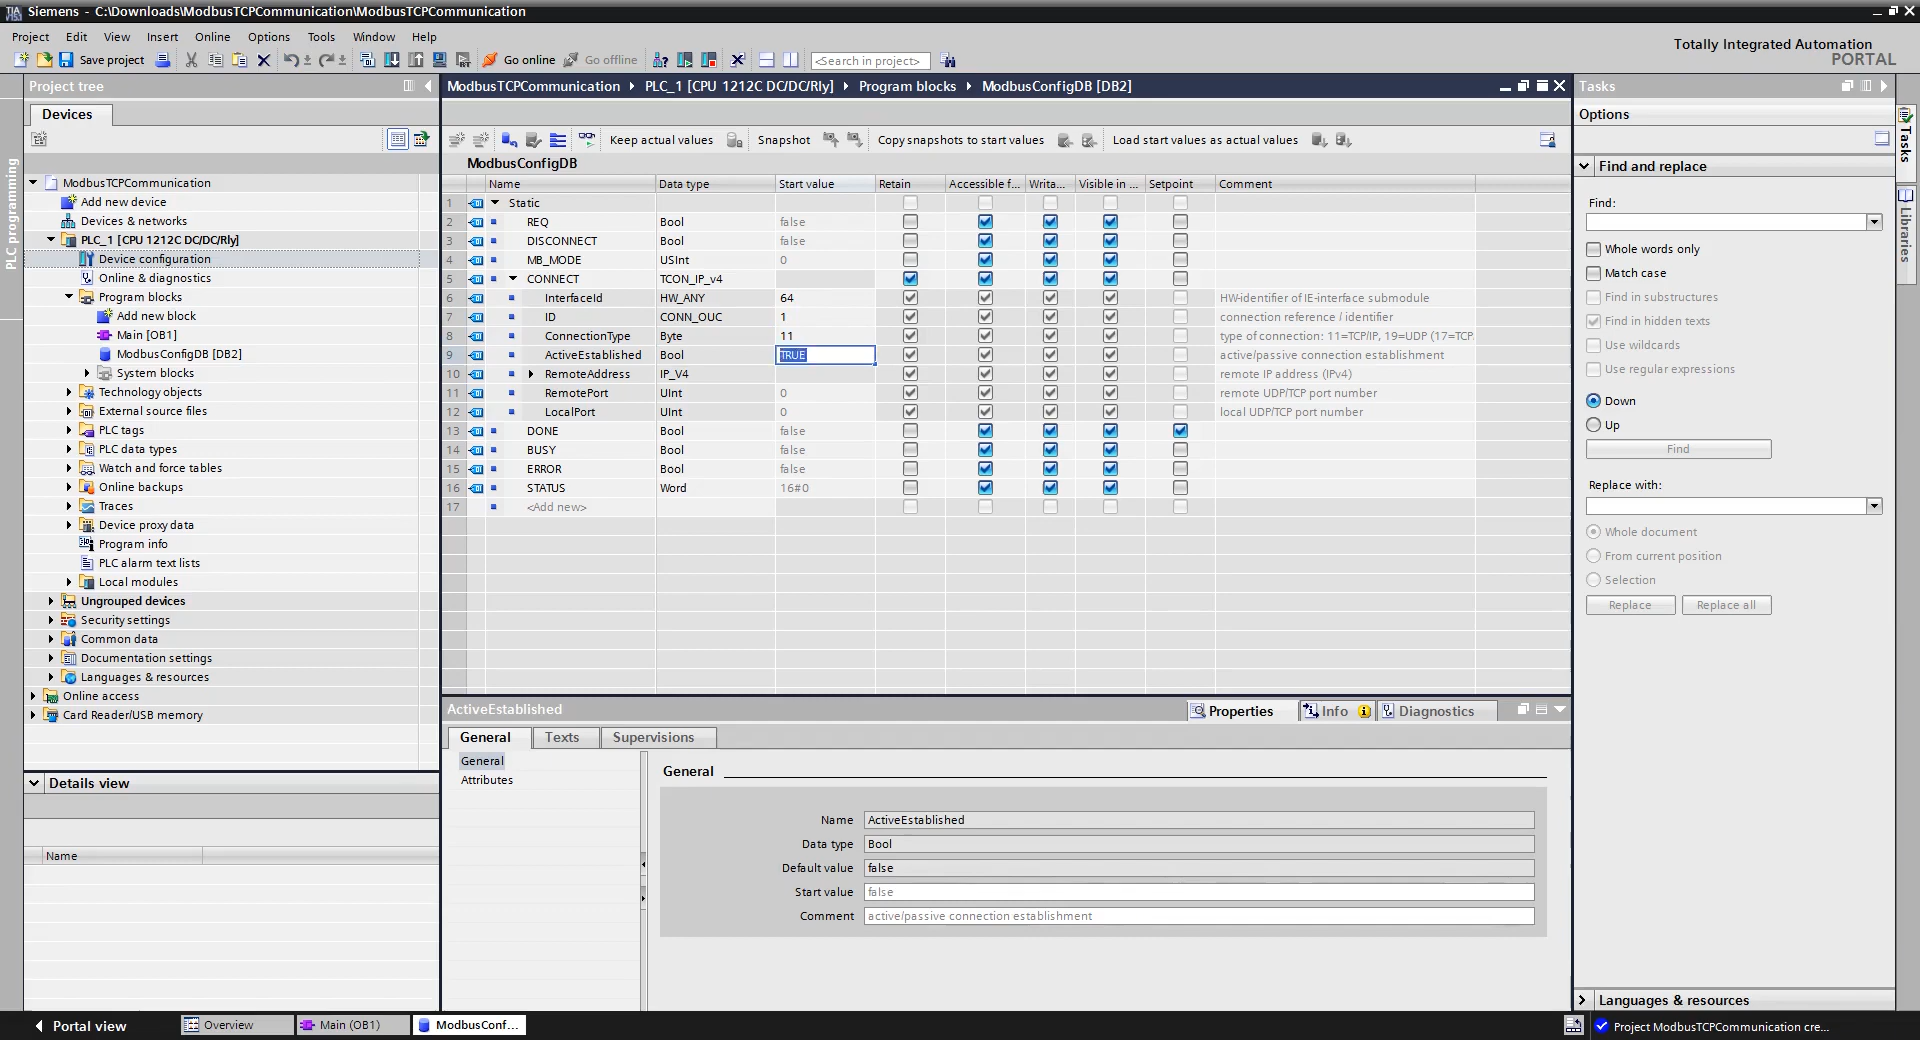 Siemens - C:\Downloads\ModbusTCPCommunication\ModbusTCPCommunication
Project Edit View Insert Online Options Tools Window Help
Totally Integrated Automation
PORTAL
Save project Go online Go offline <Search in project>
Project tree
Devices
PLC programming
ModbusTCPCommunication
Add new device
Devices & networks
PLC_1 [CPU 1212C DC/DC/Rly]
Device configuration
Online & diagnostics
Program blocks
Add new block
Main [OB1]
ModbusConfigDB [DB2]
System blocks
Technology objects
External source files
PLC tags
PLC data types
Watch and force tables
Online backups
Traces
Device proxy data
Program info
PLC alarm text lists
Local modules
Ungrouped devices
Security settings
Common data
Documentation settings
Languages & resources
Online access
Card Reader/USB memory
Details view
Name
ModbusTCPCommunication PLC_1 [CPU 1212C DC/DC/Rly] Program blocks ModbusConfigDB [DB2]
Keep actual values Snapshot Copy snapshots to start values Load start values as actual values
ModbusConfigDB
Name Data type Start value Retain Accessible f... Writa... Visible in ... Setpoint Comment
1 Static
2 REQ Bool false
3 DISCONNECT Bool false
4 MB_MODE USInt 0
5 CONNECT TCON_IP_v4
6 InterfaceId HW_ANY 64 HW-identifier of IE-interface submodule
7 ID CONN_OUC 1 connection reference / identifier
8 ConnectionType Byte 11 type of connection: 11=TCP/IP, 19=UDP (17=TCP
9 ActiveEstablished Bool TRUE active/passive connection establishment
10 RemoteAddress IP_V4 remote IP address (IPv4)
11 RemotePort UInt 0 remote UDP/TCP port number
12 LocalPort UInt 0 local UDP/TCP port number
13 DONE Bool false
14 BUSY Bool false
15 ERROR Bool false
16 STATUS Word 16#0
17 <Add new>
ActiveEstablished
Properties Info Diagnostics
General Texts Supervisions
General
Attributes
General
Name ActiveEstablished
Data type Bool
Default value false
Start value false
Comment active/passive connection establishment
Tasks
Options
Find and replace
Find:
Whole words only
Match case
Find in substructures
Find in hidden texts
Use wildcards
Use regular expressions
Down
Up
Find
Replace with:
Whole document
From current position
Selection
Replace Replace all
Languages & resources
Tasks
Libraries
Portal view Overview Main (OB1) ModbusConf... Project ModbusTCPCommunication cre...